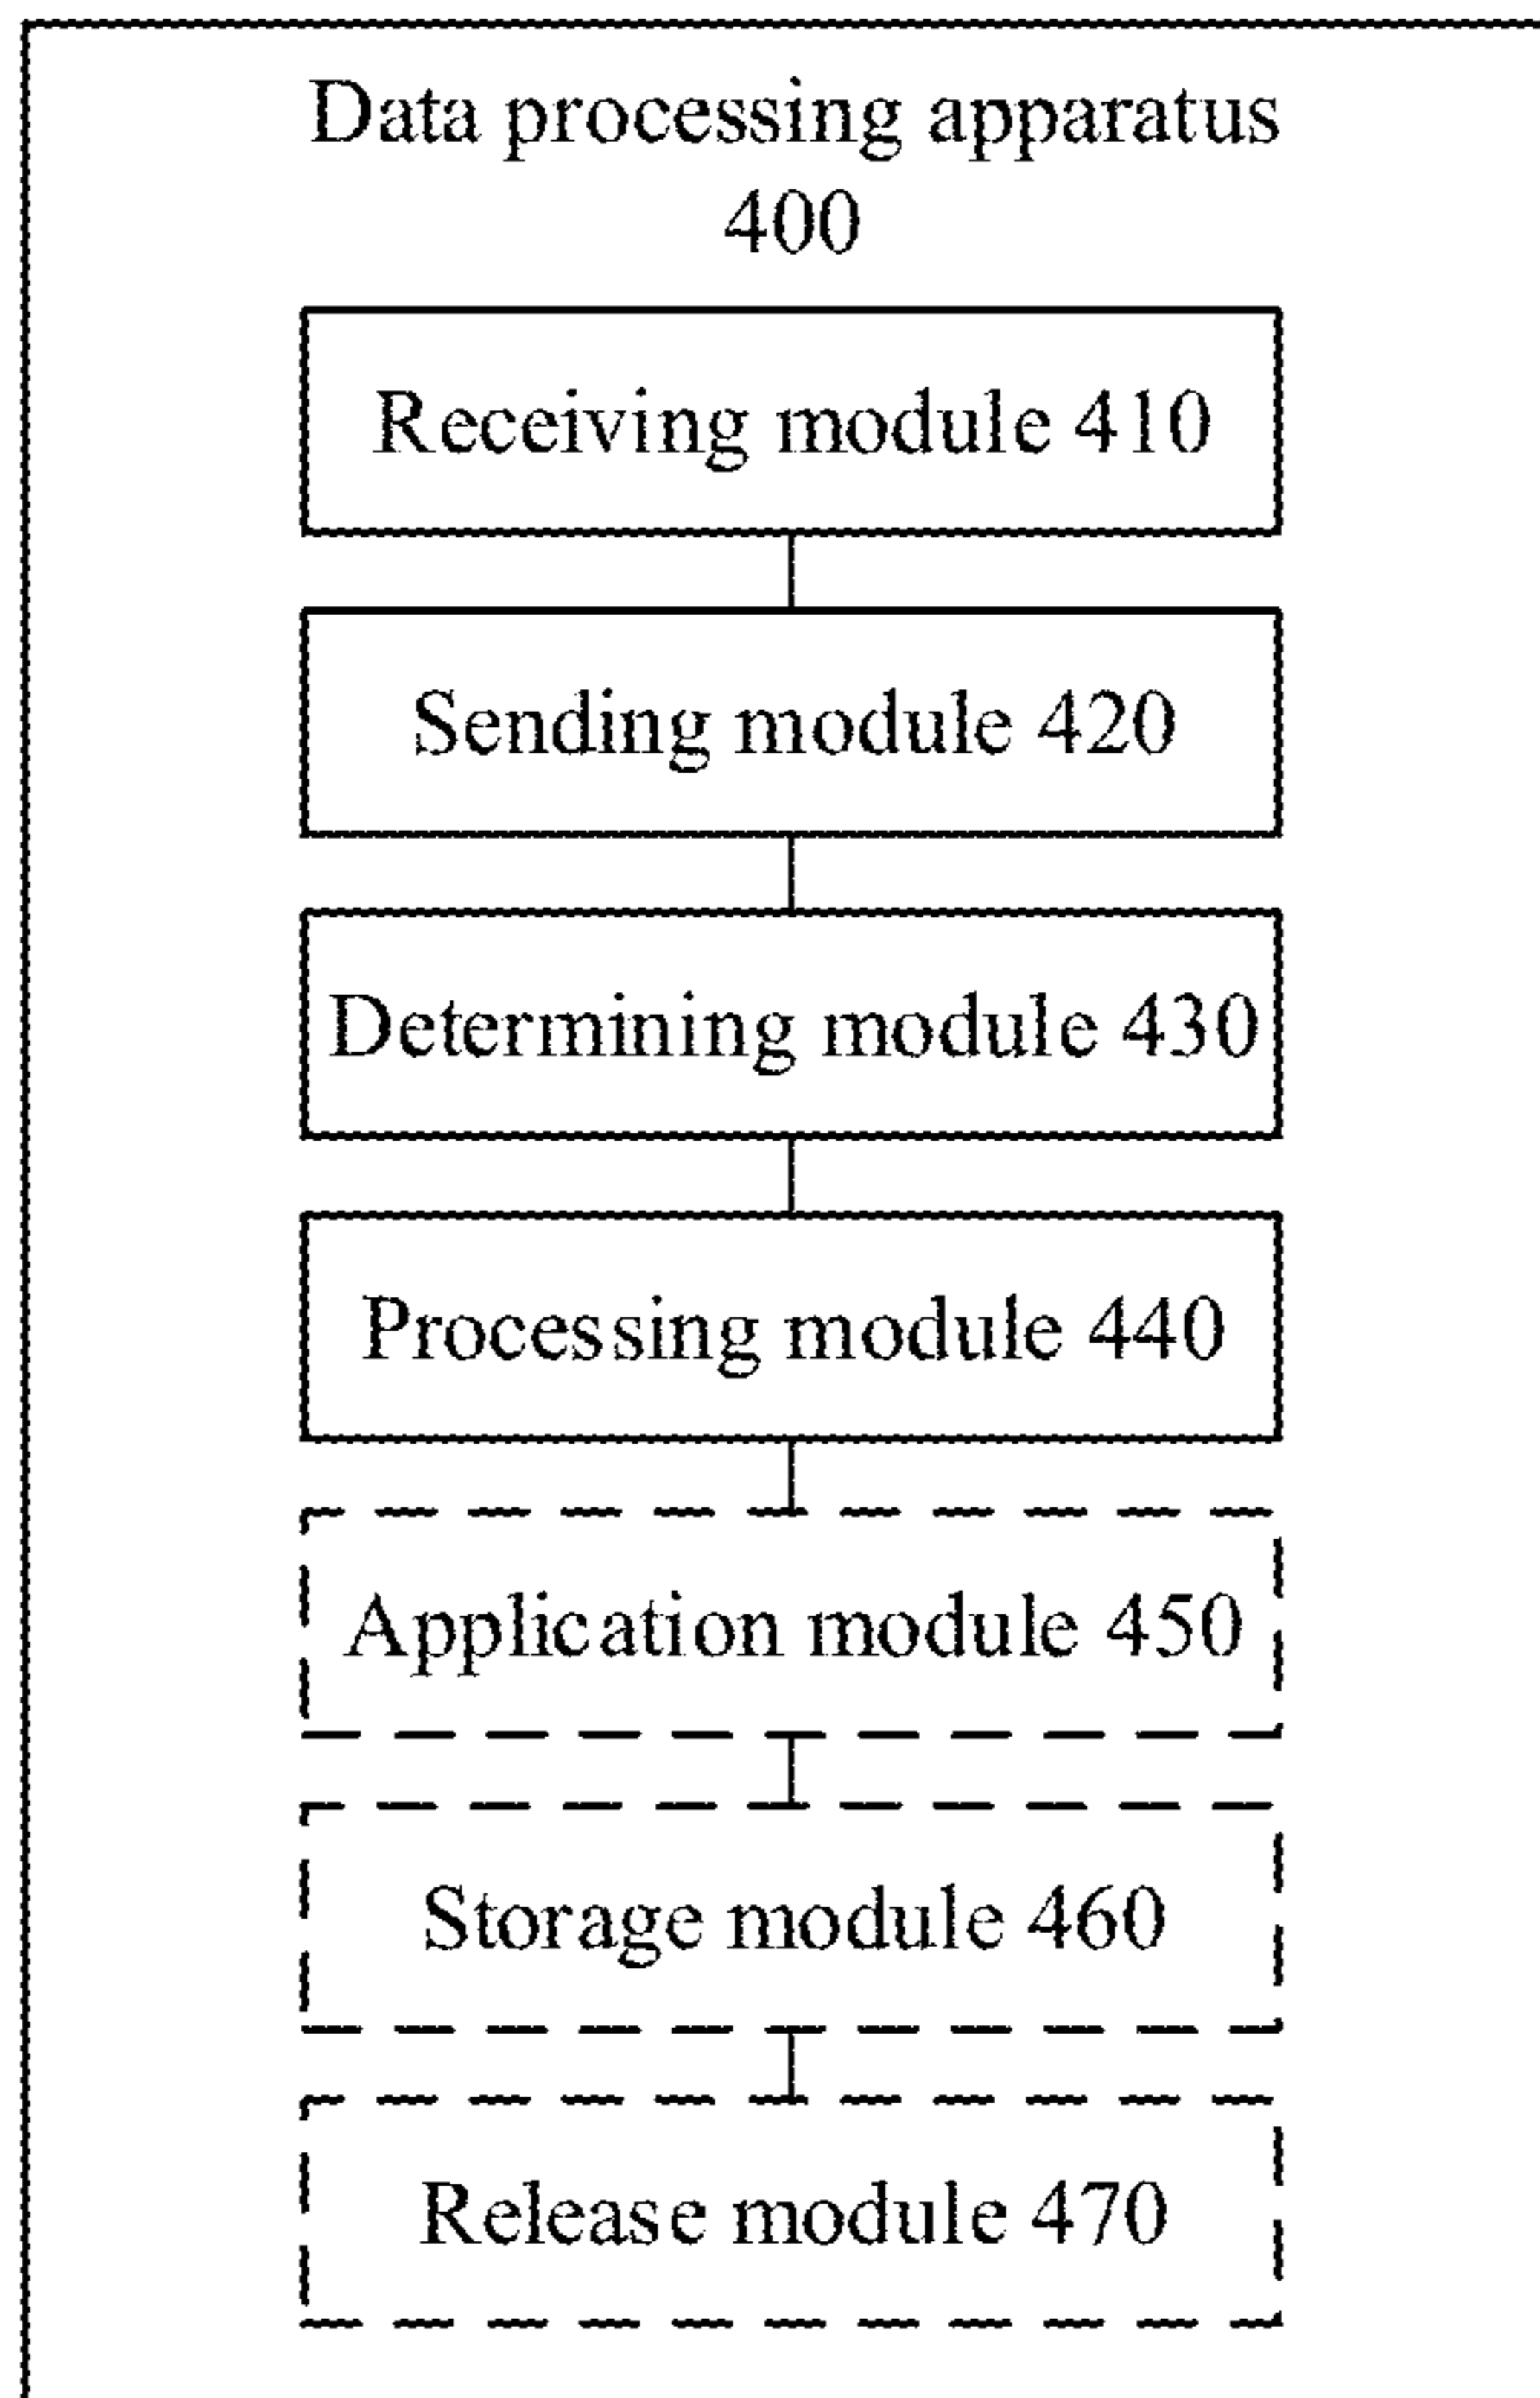 Data processing apparatus
400
Receiving module 410
Sending module 420
Determining module 430
Processing module 440
Application module 450
Storage module 460
Release module 470